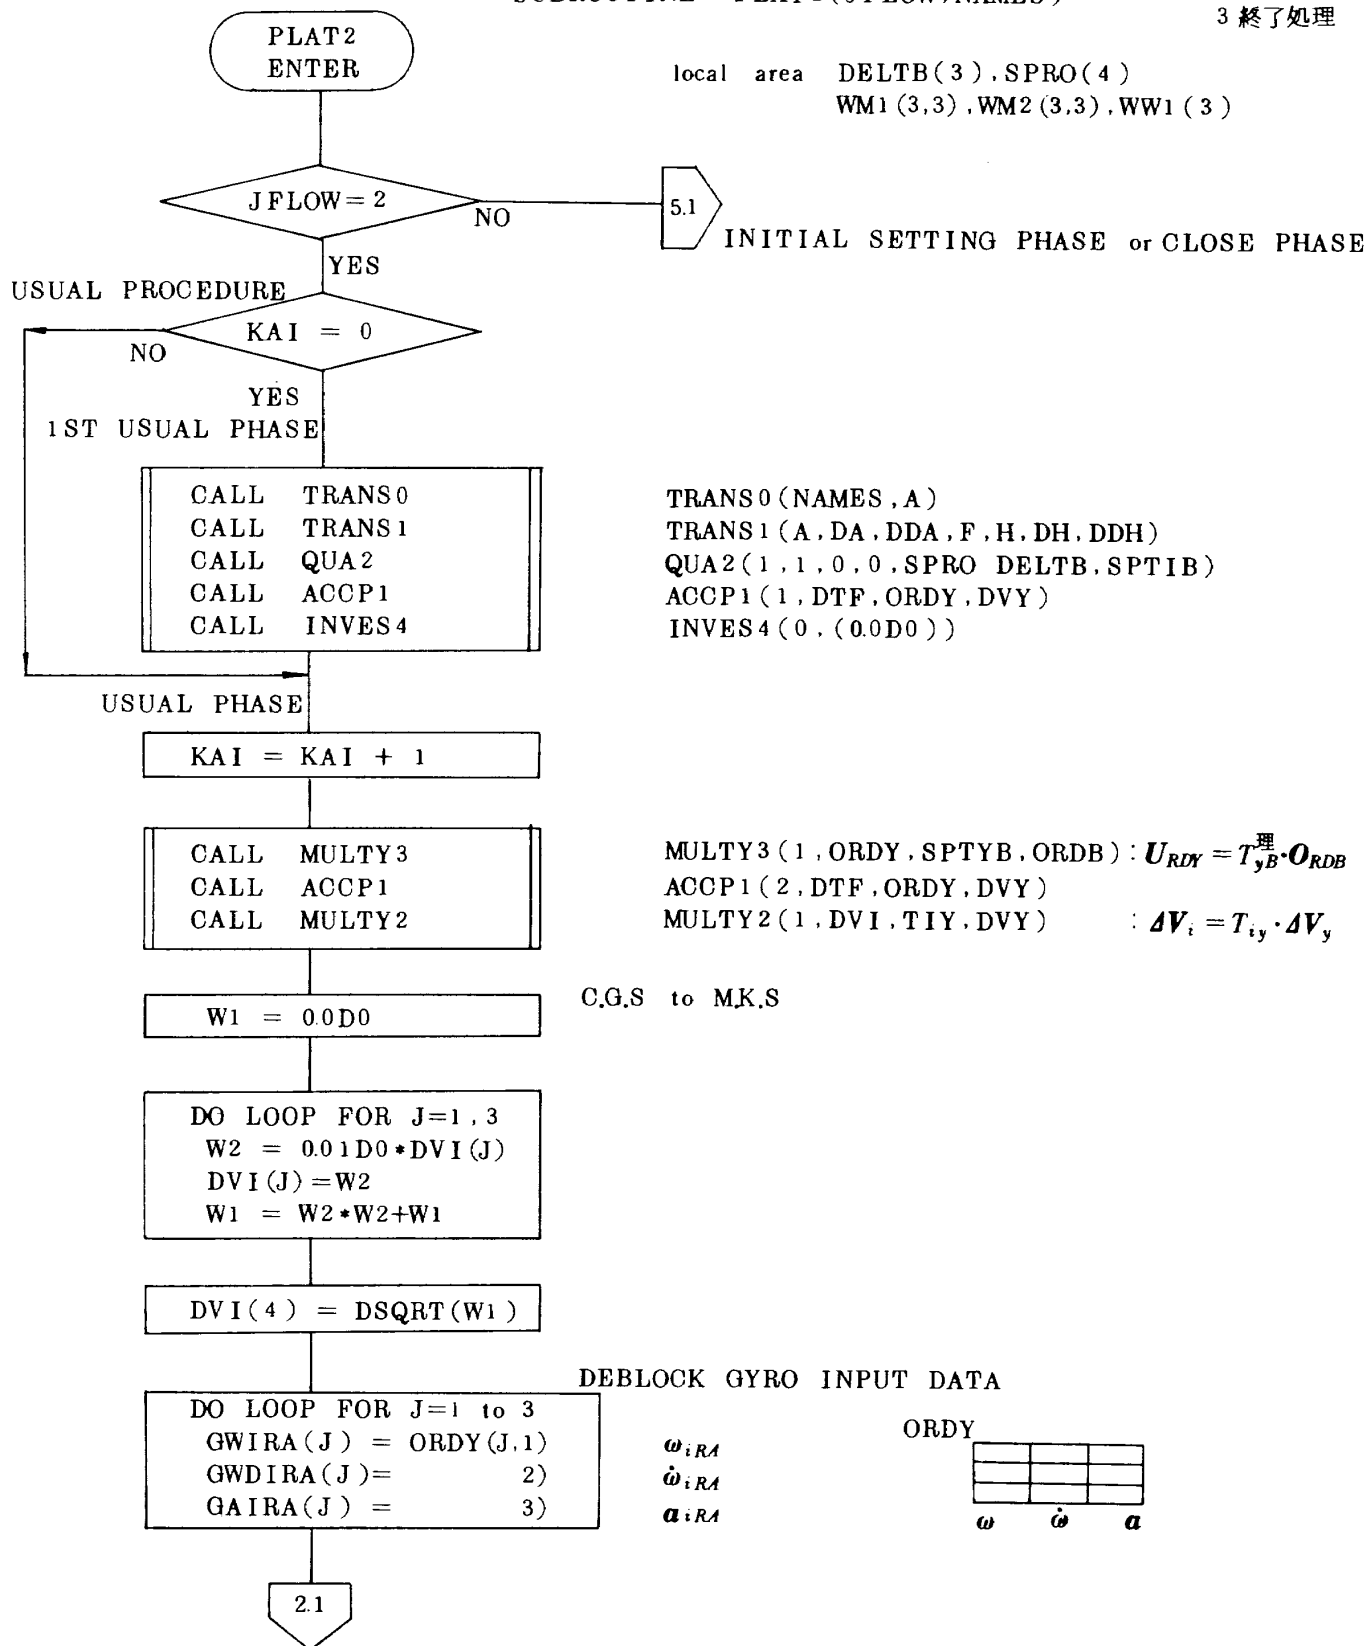 3 終了処理
PLAT2
ENTER
local area DELTB(3), SPRO(4)
WM1(3,3), WM2(3,3), WW1(3)
JFLOW=2
NO
5.1
INITIAL SETTING PHASE or CLOSE PHASE
YES
USUAL PROCEDURE
KAI = 0
NO
YES
1ST USUAL PHASE
CALL TRANS0 TRANS0(NAMES,A)
CALL TRANS1 TRANS1(A,DA,DDA,F,H,DH,DDH)
CALL QUA2 QUA2(1,1,0,0,SPRO DELTB,SPTIB)
CALL ACCP1 ACCP1(1,DTF,ORDY,DVY)
CALL INVES4 INVES4(0,(0.0D0))
USUAL PHASE
KAI = KAI + 1
CALL MULTY3 MULTY3(1,ORDY,SPTYB,ORDB) : U_RDY = T_yB^理・O_RDB
CALL ACCP1 ACCP1(2,DTF,ORDY,DVY)
CALL MULTY2 MULTY2(1,DVI,TIY,DVY) : ΔV_i = T_iy・ΔV_y
C.G.S to M.K.S
W1 = 0.0D0
DO LOOP FOR J=1,3
W2 = 0.01D0*DVI(J)
DVI(J)=W2
W1 = W2*W2+W1
DVI(4) = DSQRT(W1)
DEBLOCK GYRO INPUT DATA
DO LOOP FOR J=1 to 3
GWIRA(J) = ORDY(J,1) ω_iRA
GWDIRA(J)= 2) ω̇_iRA
GAIRA(J) = 3) a_iRA
ORDY
ω ω̇ a
2.1